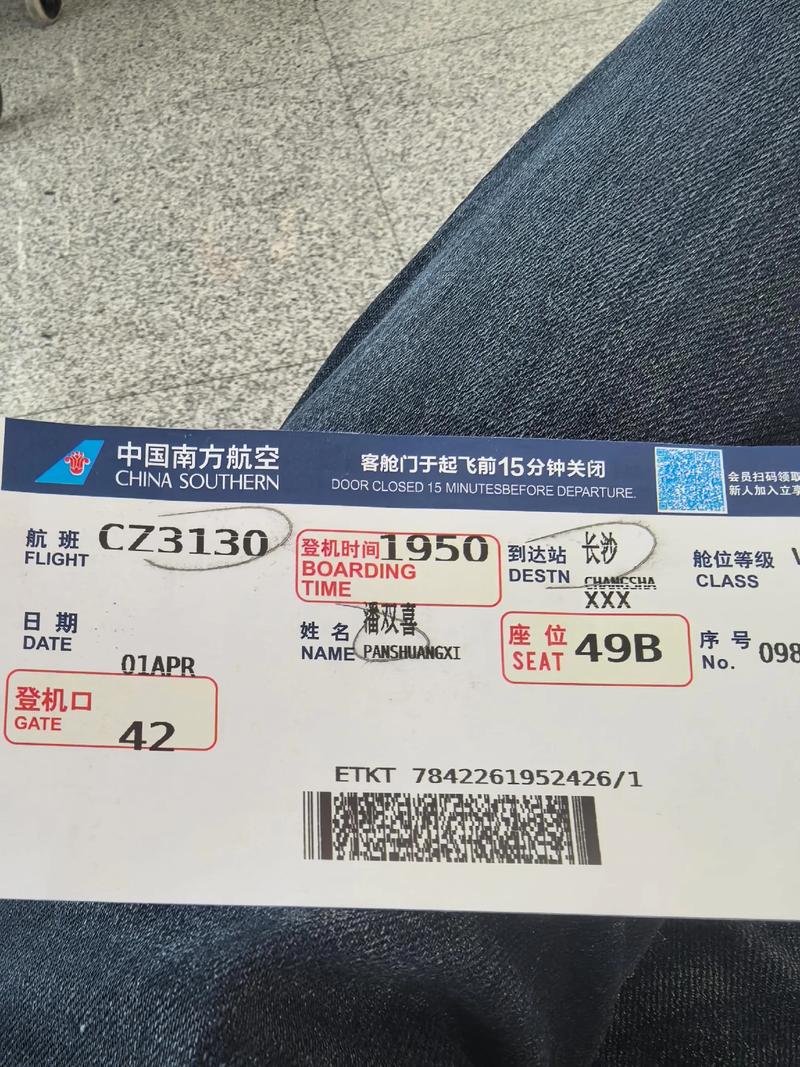 中国南方航空
CHINA SOUTHERN
客舱门于起飞前15分钟关闭
DOOR CLOSED 15 MINUTESBEFORE DEPARTURE.
会员扫码领取
新人加入立享
航班 CZ3130
FLIGHT
登机时间 1950
BOARDING
TIME
到达站 长沙
DESTN CHANGSHA
XXX
舱位等级
CLASS
日期
DATE
01APR
姓名 潘双喜
NAME PANSHUANGXI
座位 49B
SEAT
序号 098
No.
登机口
GATE
42
ETKT 7842261952426/1